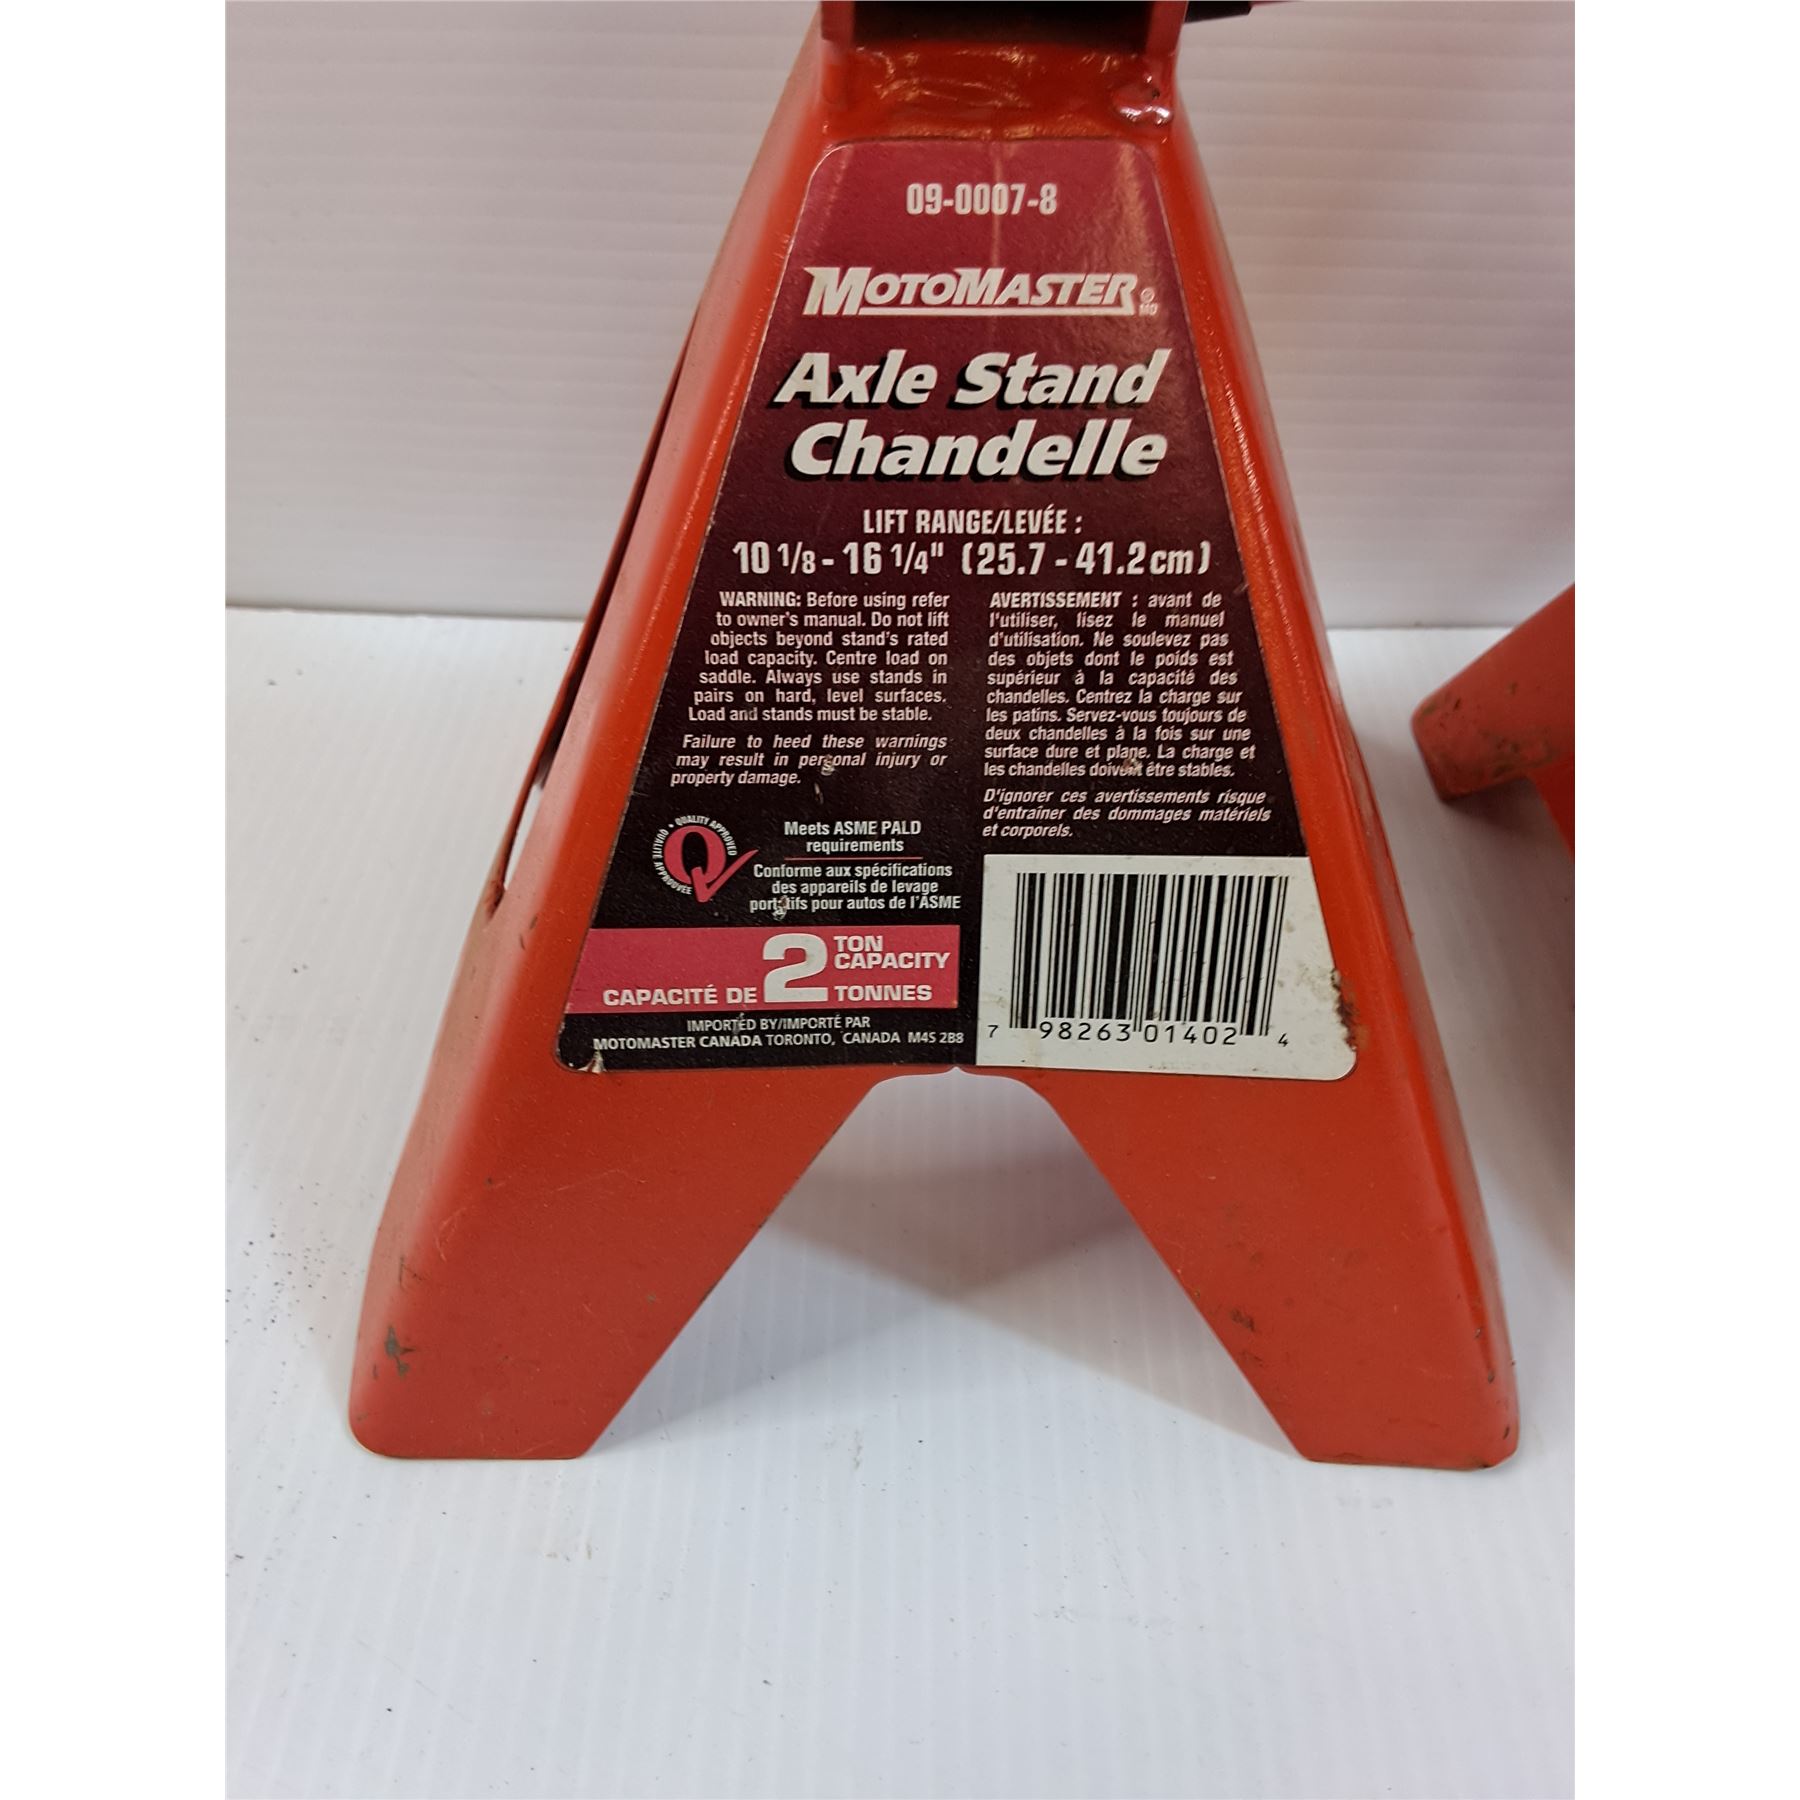 09-0007-8
MOTOMASTER ® MD
Axle Stand
Chandelle
LIFT RANGE/LEVÉE :
10 1/8 - 16 1/4" (25.7 - 41.2 cm)
WARNING: Before using refer
to owner's manual. Do not lift
objects beyond stand's rated
load capacity. Centre load on
saddle. Always use stands in
pairs on hard, level surfaces.
Load and stands must be stable.
Failure to heed these warnings
may result in personal injury or
property damage.
AVERTISSEMENT : avant de
l'utiliser, lisez le manuel
d'utilisation. Ne soulevez pas
des objets dont le poids est
supérieur à la capacité des
chandelles. Centrez la charge sur
les patins. Servez-vous toujours de
deux chandelles à la fois sur une
surface dure et plane. La charge et
les chandelles doivent être stables.
D'ignorer ces avertissements risque
d'entraîner des dommages matériels
et corporels.
QUALITY APPROVED • QUALITÉ APPROUVÉE
Q
Meets ASME PALD
requirements
Conforme aux spécifications
des appareils de levage
portatifs pour autos de l'ASME
2 TON
CAPACITY
CAPACITÉ DE 2 TONNES
IMPORTED BY/IMPORTÉ PAR
MOTOMASTER CANADA TORONTO, CANADA M4S 2B8
7 98263 01402 4